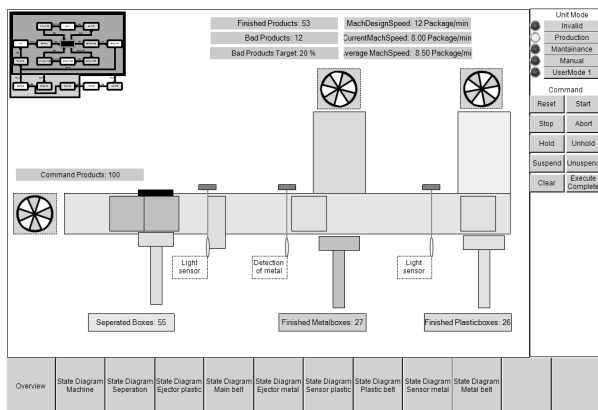 Finished Products: 53
MachDesignSpeed: 12 Package/min
Bad Products: 12
CurrentMachSpeed: 8.00 Package/min
Bad Products Target: 20 %
verage MachSpeed: 8.50 Package/mi
Unit Mode
Invalid
Production
Mantainance
Manual
UserMode 1
Command
Reset
Start
Stop
Abort
Hold
Unhold
Suspend
Unuspend
Clear
Execute
Complete
Command Products: 100
Light
sensor
Detection
of metal
Light
sensor
Seperated Boxes: 55
Finished Metalboxes: 27
Finished Plasticboxes: 26
Overview
State Diagram
Machine
State Diagram
Seperation
State Diagram
Ejector plastic
State Diagram
Main belt
State Diagram
Ejector metal
State Diagram
Sensor plastic
State Diagram
Plastic belt
State Diagram
Sensor metal
State Diagram
Metal belt